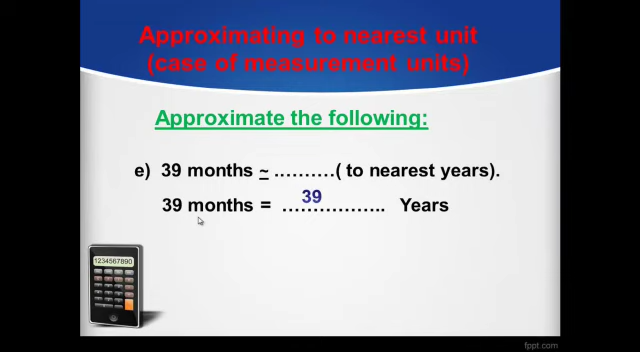 Approximating to nearest unit
(case of measurement units)
Approximate the following:
e) 39 months ~ ..........( to nearest years).
39
39 months = ................... Years
1234567890
fppt.com